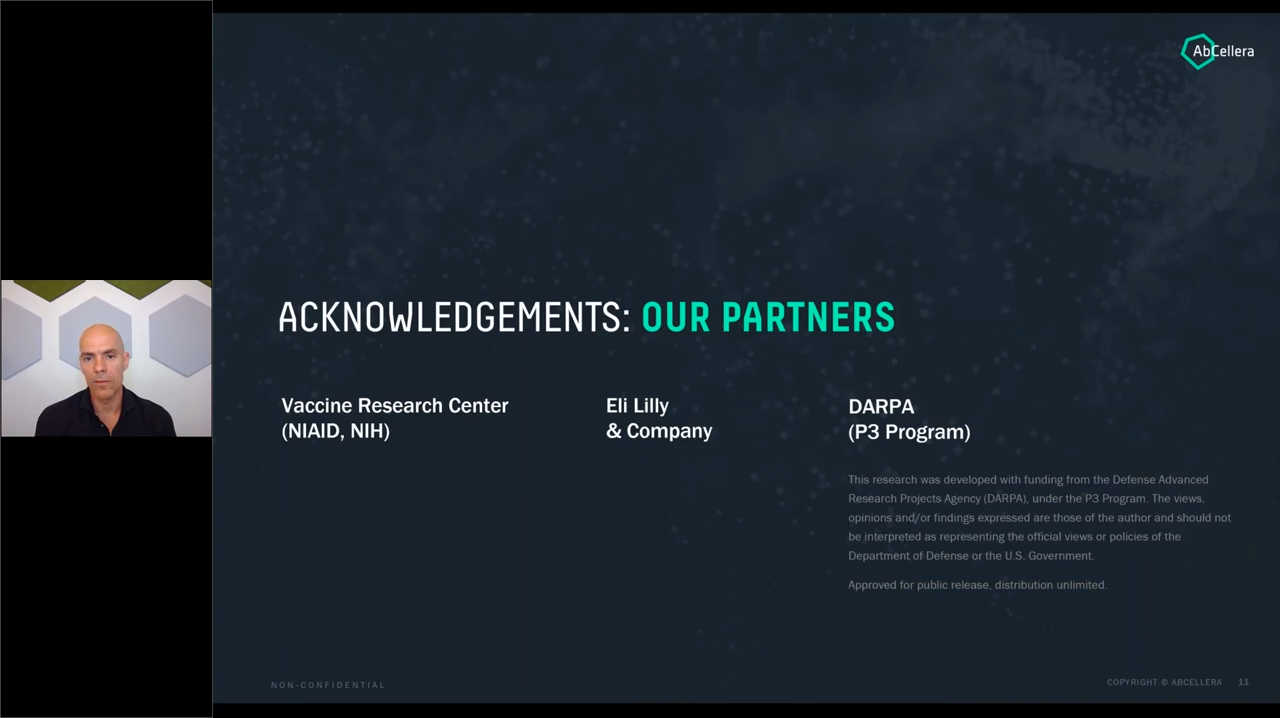 AbCellera
ACKNOWLEDGEMENTS: OUR PARTNERS
Vaccine Research Center
(NIAID, NIH)
Eli Lilly
& Company
DARPA
(P3 Program)
This research was developed with funding from the Defense Advanced
Research Projects Agency (DARPA), under the P3 Program. The views,
opinions and/or findings expressed are those of the author and should not
be interpreted as representing the official views or policies of the
Department of Defense or the U.S. Government.
Approved for public release, distribution unlimited.
NON-CONFIDENTIAL
COPYRIGHT © ABCELLERA 11